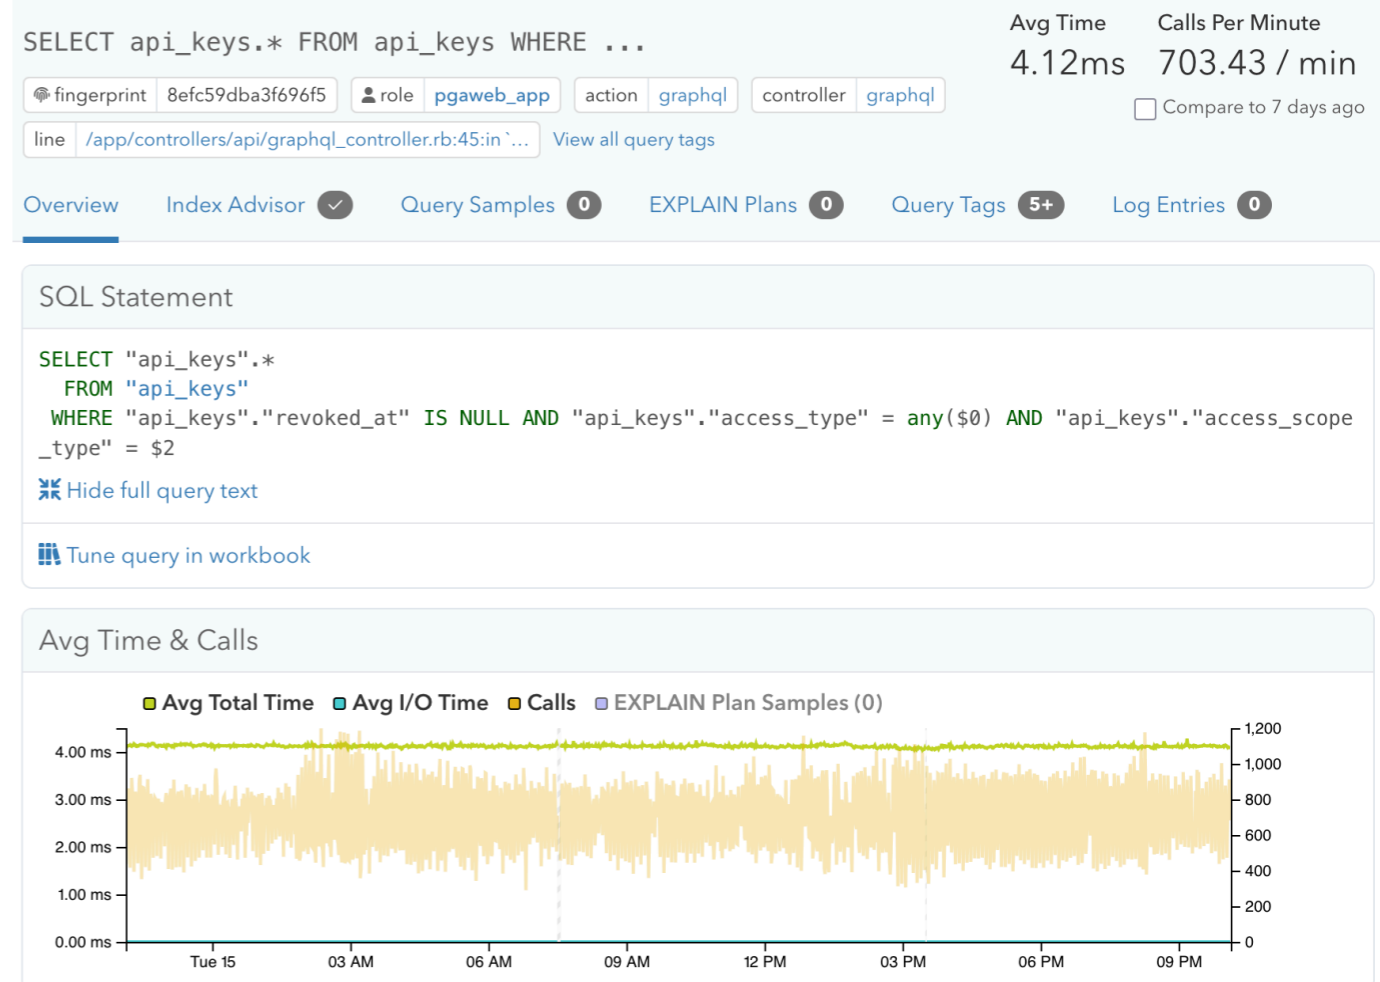 SELECT api_keys.* FROM api_keys WHERE ...
Avg Time
4.12ms
Calls Per Minute
703.43 / min
Compare to 7 days ago
fingerprint 8efc59dba3f696f5 role pgaweb_app action graphql controller graphql
line /app/controllers/api/graphql_controller.rb:45:in `... View all query tags
Overview Index Advisor Query Samples 0 EXPLAIN Plans 0 Query Tags 5+ Log Entries 0
SQL Statement
SELECT "api_keys".*
FROM "api_keys"
WHERE "api_keys"."revoked_at" IS NULL AND "api_keys"."access_type" = any($0) AND "api_keys"."access_scope
_type" = $2
Hide full query text
Tune query in workbook
Avg Time & Calls
Avg Total Time Avg I/O Time Calls EXPLAIN Plan Samples (0)
4.00 ms
3.00 ms
2.00 ms
1.00 ms
0.00 ms
1,200
1,000
800
600
400
200
0
Tue 15 03 AM 06 AM 09 AM 12 PM 03 PM 06 PM 09 PM